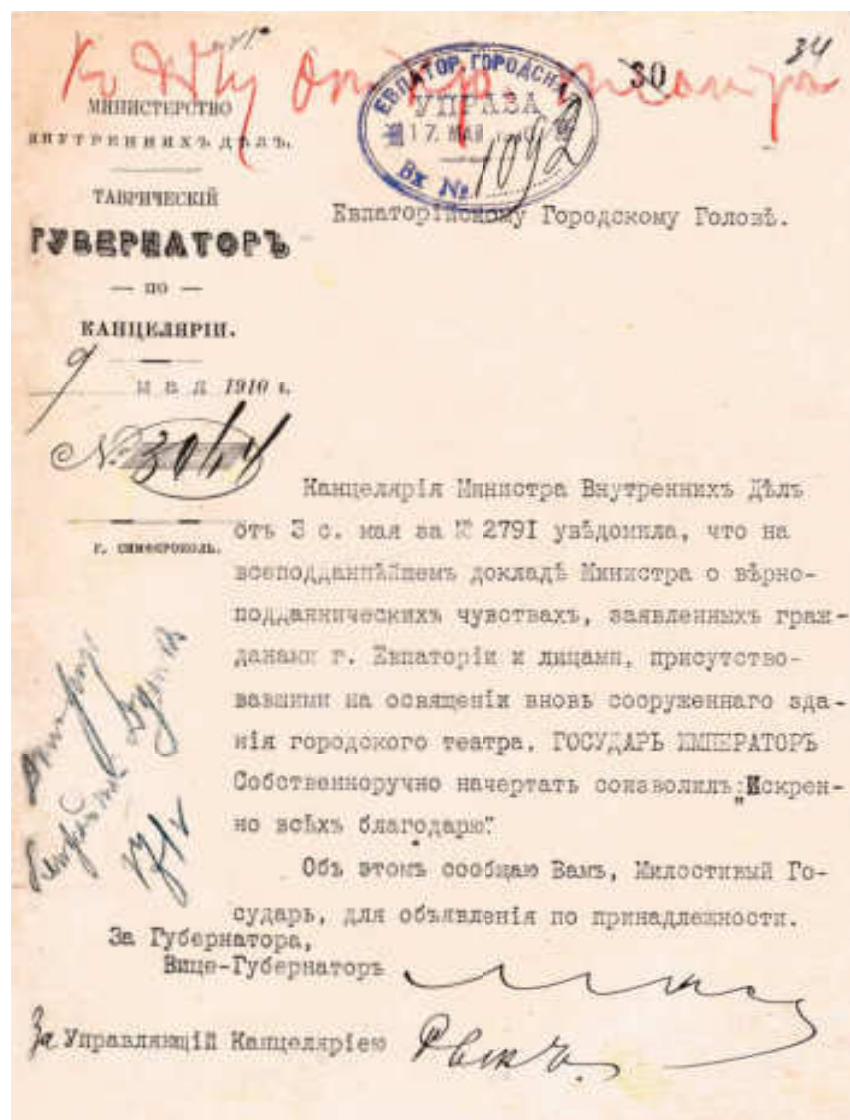 34
30
ЕВПАТОР. ГОРОДСКАЯ
УПРАВА
17 МАЯ
Вх №
1092
МИНИСТЕРСТВО
ВНУТРЕННИХЪ ДѢЛЪ.
ТАВРИЧЕСКІЙ
ГУБЕРНАТОРЪ
— ПО —
КАНЦЕЛЯРІИ.
9 мая 1910 г.
№ 3014
г. СИМФЕРОПОЛЬ.
Евпаторійскому Городскому Головѣ.
Канцелярія Министра Внутреннихъ Дѣлъ
отъ 3 с. мая за № 2791 увѣдомила, что на
всеподданнѣйшемъ докладѣ Министра о вѣрно-
подданническихъ чувствахъ, заявленныхъ граж-
данами г. Евпаторіи и лицами, присутство-
вавшими на освященіи вновь сооруженнаго зда-
нія городского театра, ГОСУДАРЬ ИМПЕРАТОРЪ
Собственноручно начертать соизволилъ: „Искрен-
но всѣхъ благодарю".
Объ этомъ сообщаю Вамъ, Милостивый Го-
сударь, для объявленія по принадлежности.
За Губернатора,
Вице-Губернаторъ
За Управляющій Канцеляріею